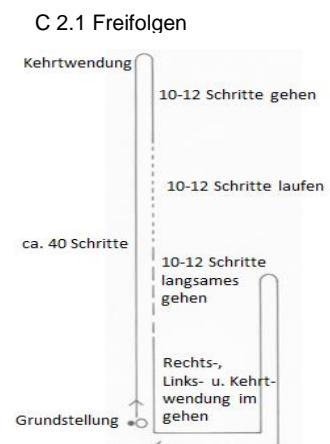 C 2.1 Freifolgen
Kehrtwendung
10-12 Schritte gehen
10-12 Schritte laufen
ca. 40 Schritte
10-12 Schritte
langsames
gehen
Rechts-,
Links- u. Kehrt-
wendung im
gehen
Grundstellung